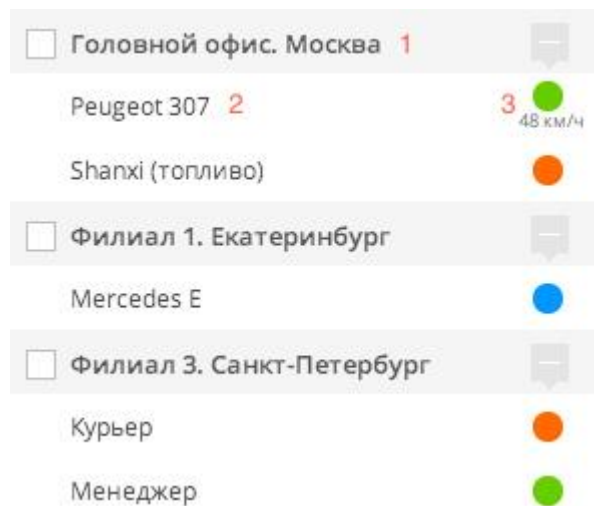 Головной офис. Москва 1
Peugeot 307 2 3
48 км/ч
Shanxi (топливо)
Филиал 1. Екатеринбург
Mercedes E
Филиал 3. Санкт-Петербург
Курьер
Менеджер